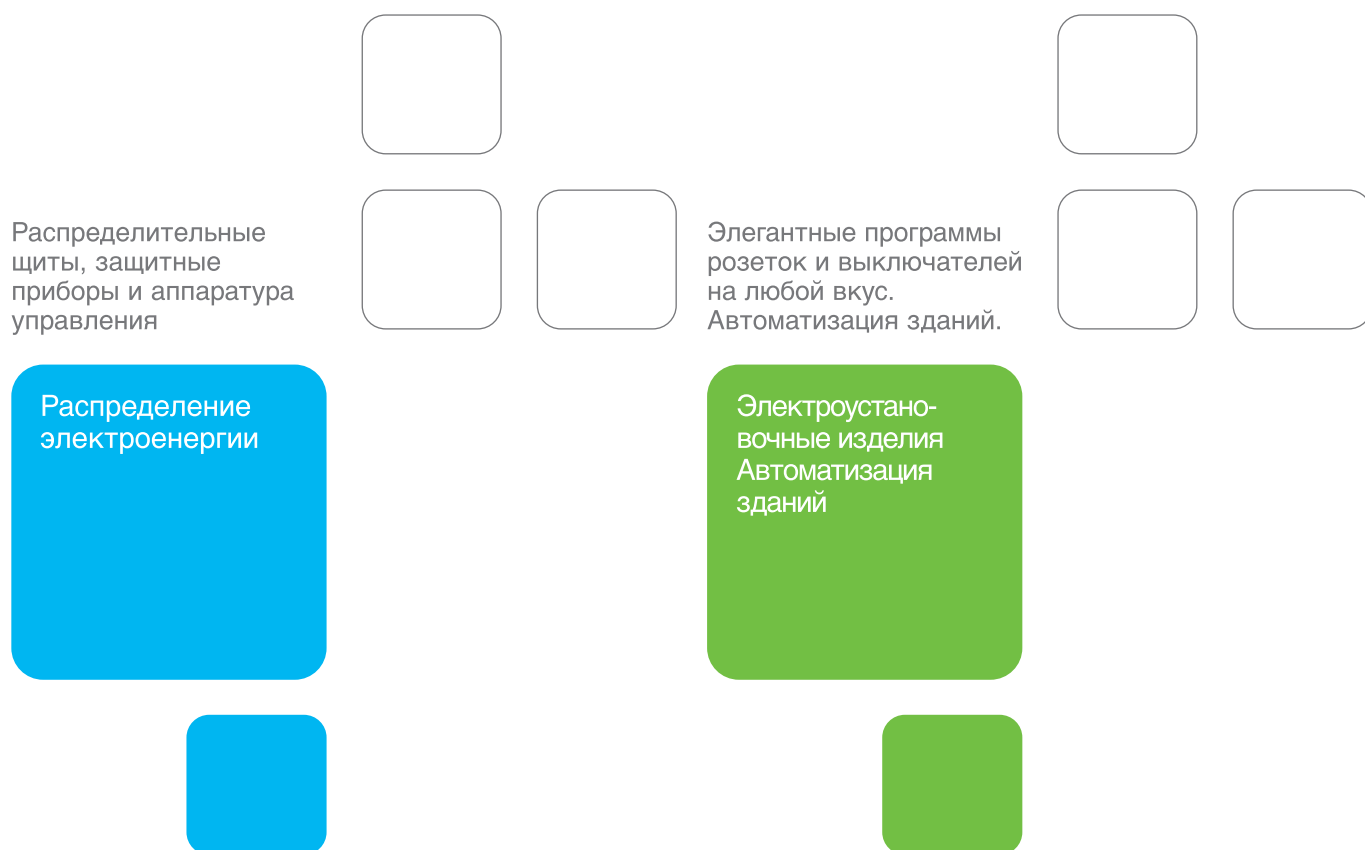 Распределительные
щиты, защитные
приборы и аппаратура
управления
Распределение
электроенергии
Элегантные программы
розеток и выключателей
на любой вкус.
Автоматизация зданий.
Электроустано-
вочные изделия
Автоматизация
зданий